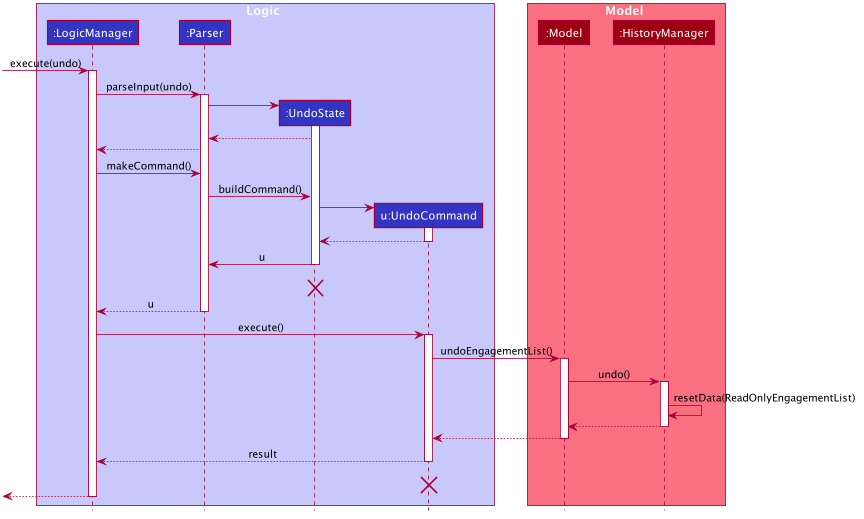 Logic
Model
:LogicManager
:Parser
:Model
:HistoryManager
execute(undo)
parseInput(undo)
:UndoState
makeCommand()
buildCommand()
u:UndoCommand
u
u
execute()
undoEngagementList()
undo()
resetData(ReadOnlyEngagementList)
result